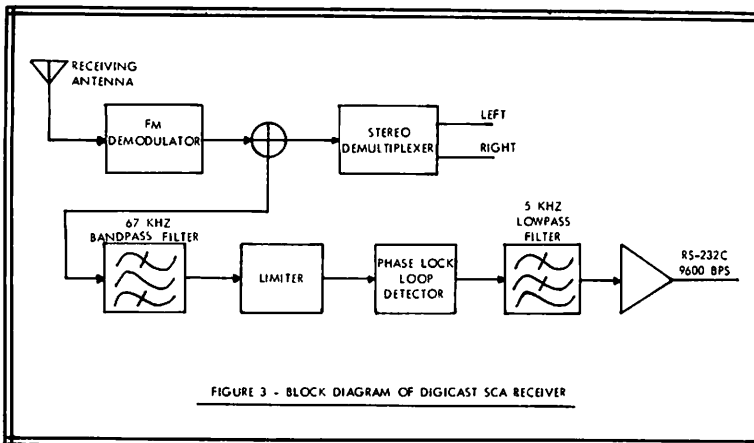 RECEIVING
ANTENNA
FM
DEMODULATOR
STEREO
DEMULTIPLEXER
LEFT
RIGHT
67 KHZ
BANDPASS FILTER
LIMITER
PHASE LOCK
LOOP
DETECTOR
5 KHZ
LOWPASS
FILTER
RS-232C
9600 BPS
FIGURE 3 - BLOCK DIAGRAM OF DIGICAST SCA RECEIVER